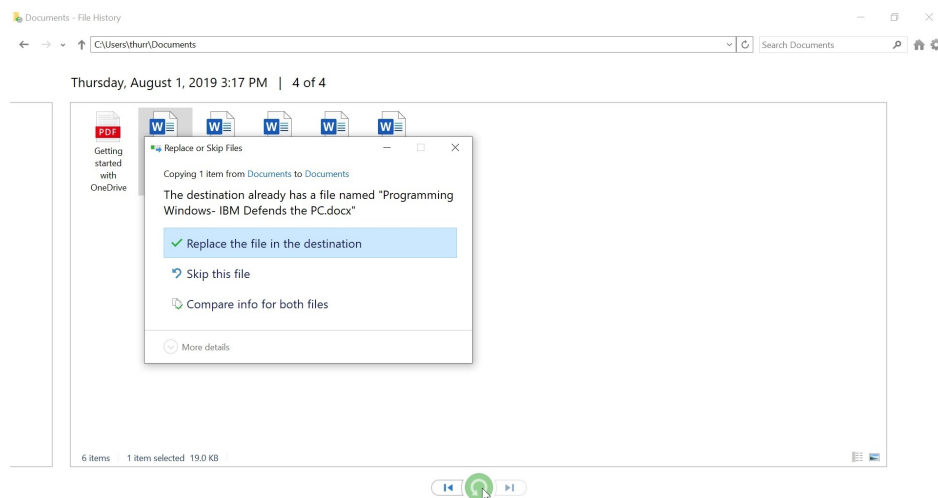 Documents - File History
C:\Users\thurr\Documents
Search Documents
Thursday, August 1, 2019 3:17 PM | 4 of 4
PDF
W W W W W
Getting
started
with
OneDrive
Replace or Skip Files
Copying 1 item from Documents to Documents
The destination already has a file named "Programming
Windows- IBM Defends the PC.docx"
Replace the file in the destination
Skip this file
Compare info for both files
More details
6 items 1 item selected 19.0 KB